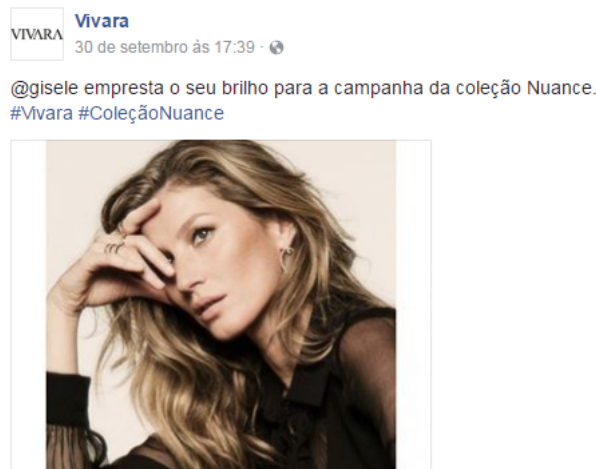 VIVARA
Vivara
30 de setembro às 17:39 ·
@gisele empresta o seu brilho para a campanha da coleção Nuance.
#Vivara #ColeçãoNuance